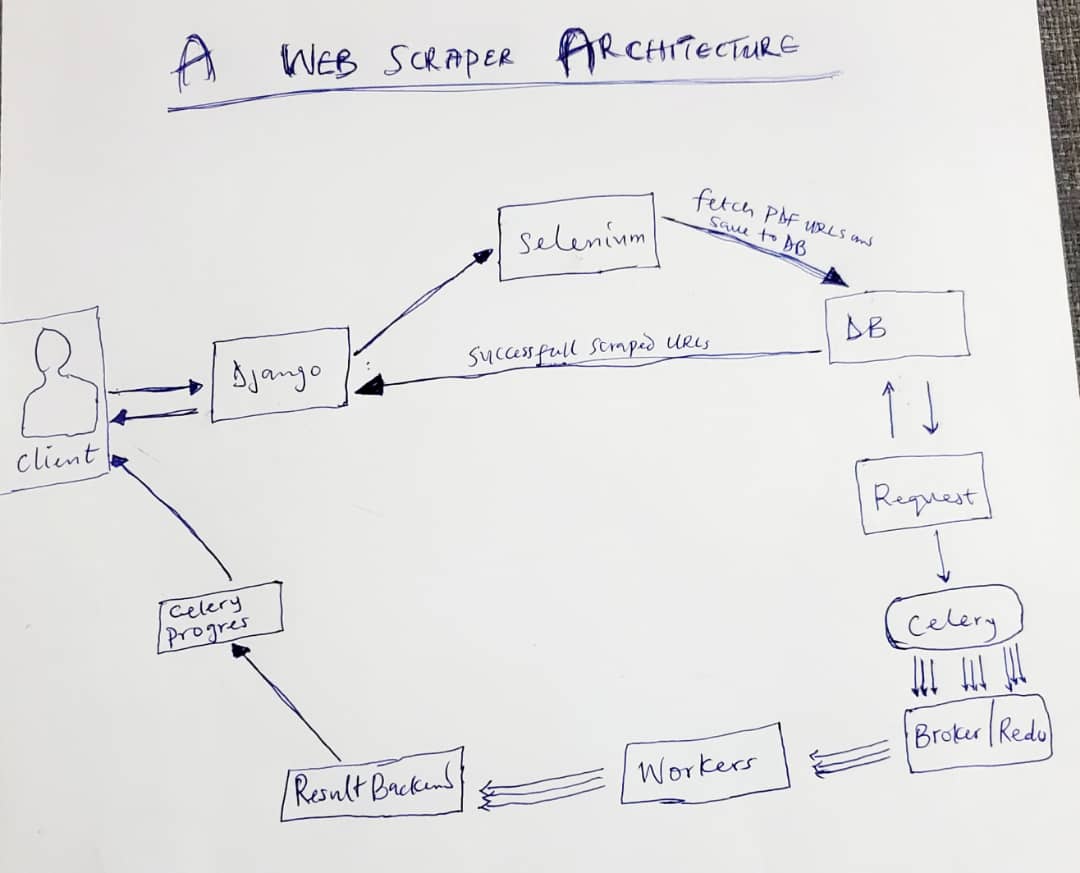 A WEB SCRAPER ARCHITECTURE
Selenium
fetch PDF URLs and
save to DB
DB
Successfull Scraped URLs
Django
Client
Request
Celery
Progres
Celery
Broker/Redis
Workers
Result Backend